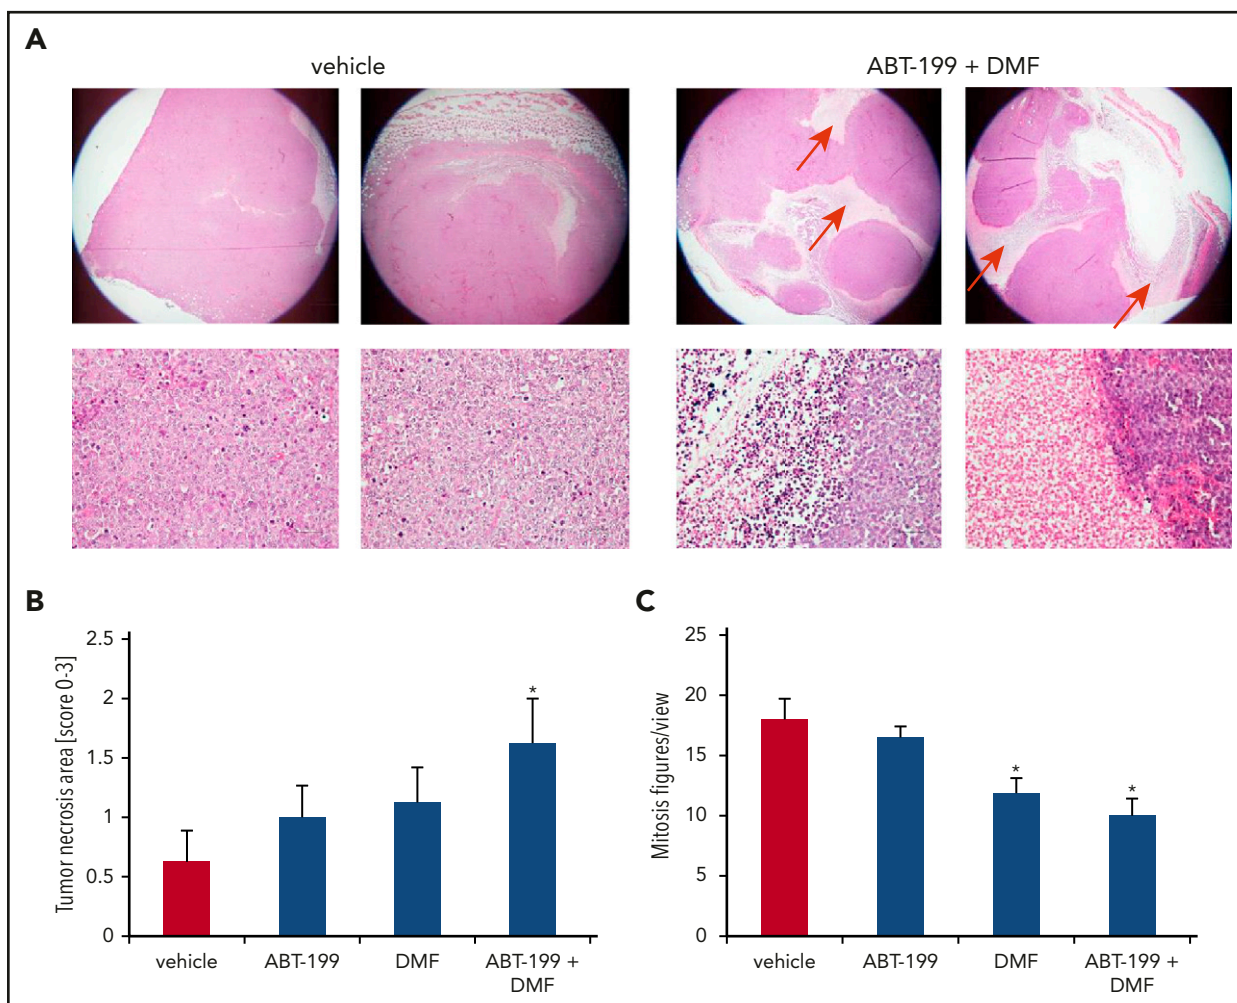 A
vehicle
ABT-199 + DMF
B
Tumor necrosis area [score 0-3]
2.5
2
1.5
1
0.5
0
*
vehicle
ABT-199
DMF
ABT-199 +
DMF
C
Mitosis figures/view
25
20
15
10
5
0
*
*
vehicle
ABT-199
DMF
ABT-199 +
DMF